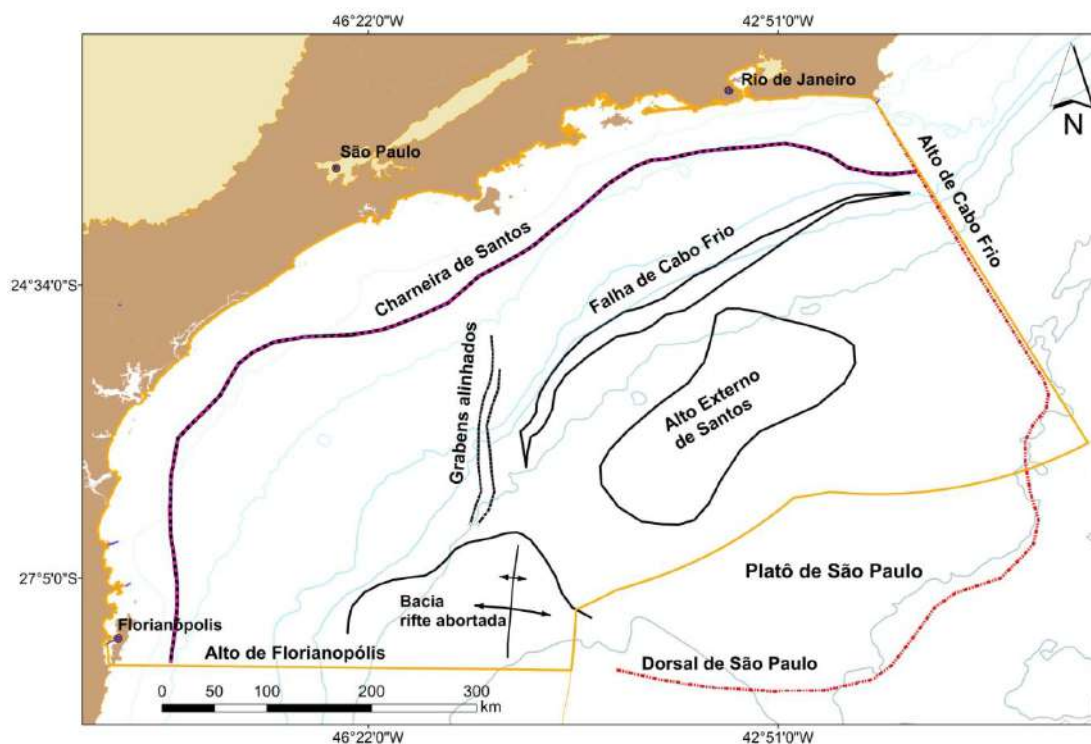 46°22'0"W
42°51'0"W
Rio de Janeiro
N
São Paulo
Alto de Cabo Frio
Charneira de Santos
Falha de Cabo Frio
24°34'0"S
Grabens alinhados
Alto Externo
de Santos
27°5'0"S
Platô de São Paulo
Bacia
rifte abortada
Florianópolis
Alto de Florianopólis
Dorsal de São Paulo
0 50 100 200 300
km
46°22'0"W
42°51'0"W